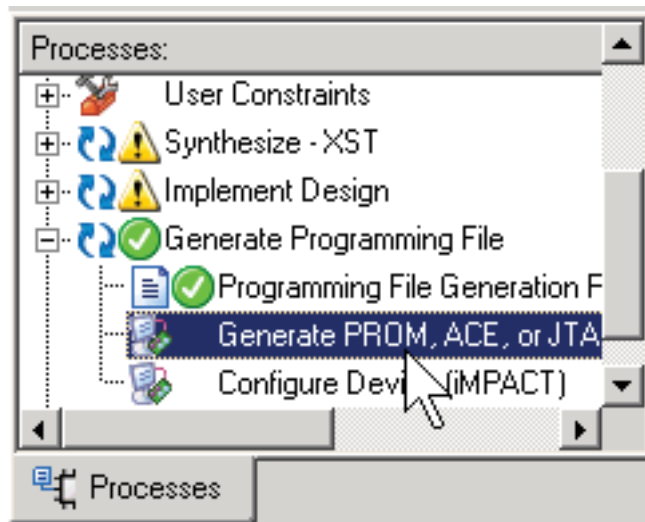 Processes:
User Constraints
Synthesize - XST
Implement Design
Generate Programming File
Programming File Generation F
Generate PROM, ACE, or JTA
Configure Devi (iMPACT)
Processes